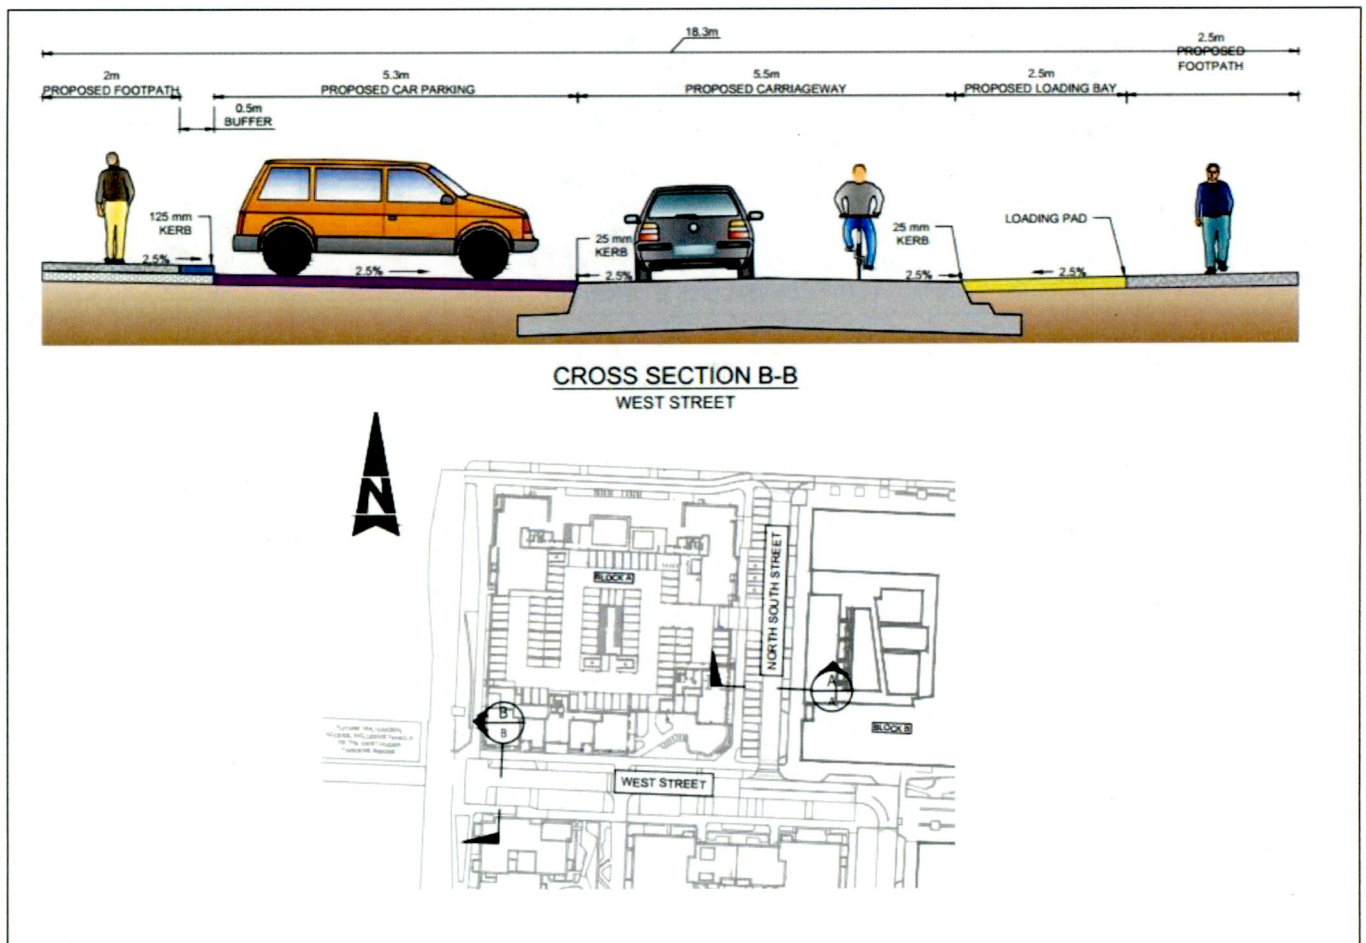 18.3m
2m
PROPOSED FOOTPATH
0.5m
BUFFER
5.3m
PROPOSED CAR PARKING
5.5m
PROPOSED CARRIAGEWAY
2.5m
PROPOSED LOADING BAY
2.5m
PROPOSED
FOOTPATH
125 mm
KERB
2.5%
2.5%
25 mm
KERB
2.5%
25 mm
KERB
2.5%
LOADING PAD
2.5%
CROSS SECTION B-B
WEST STREET
N
BLOCK A
NORTH SOUTH STREET
A
A
BLOCK B
B
B
WEST STREET